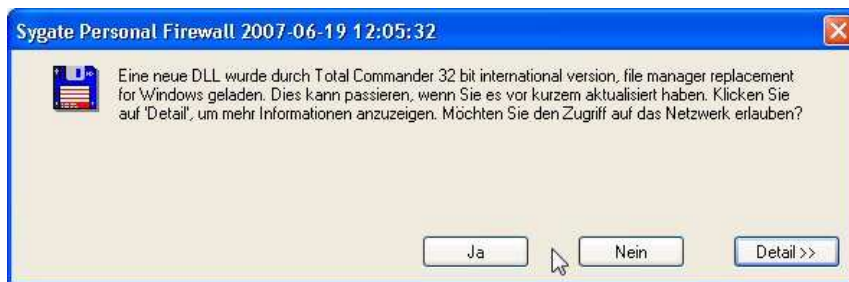 Sygate Personal Firewall 2007-06-19 12:05:32
Eine neue DLL wurde durch Total Commander 32 bit international version, file manager replacement
for Windows geladen. Dies kann passieren, wenn Sie es vor kurzem aktualisiert haben. Klicken Sie
auf 'Detail', um mehr Informationen anzuzeigen. Möchten Sie den Zugriff auf das Netzwerk erlauben?
Ja Nein Detail >>